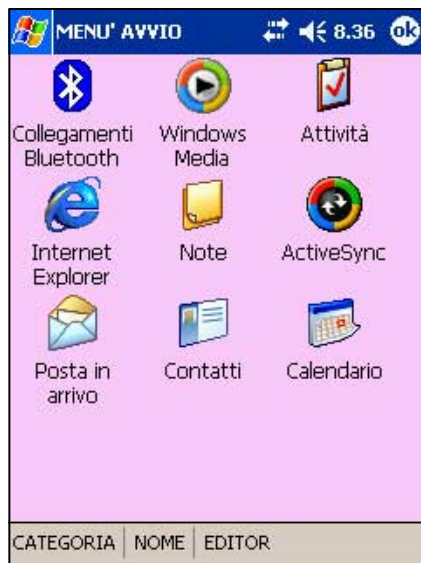 MENU' AVVIO 8.36 ok
Collegamenti Bluetooth
Windows Media
Attività
Internet Explorer
Note
ActiveSync
Posta in arrivo
Contatti
Calendario
CATEGORIA NOME EDITOR